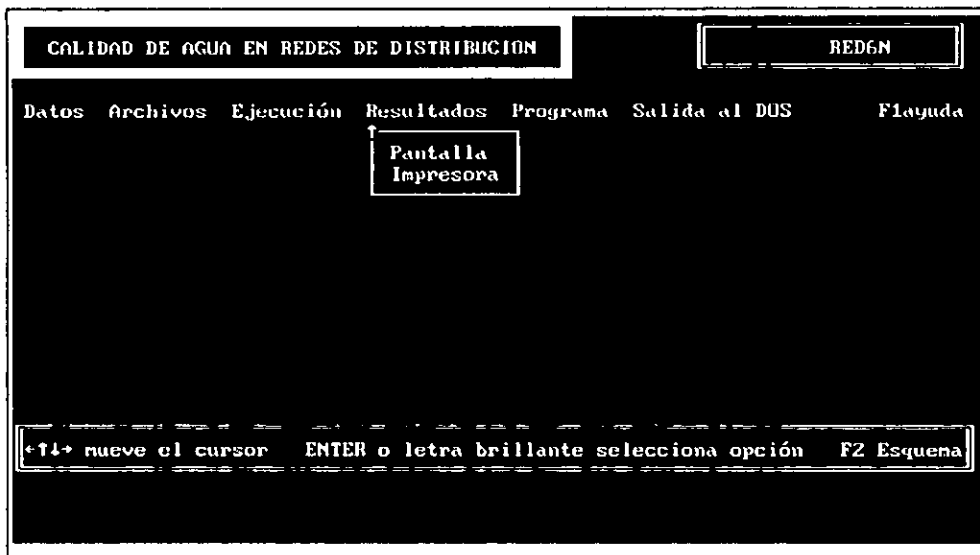 CALIDAD DE AGUA EN REDES DE DISTRIBUCION
RED6N
Datos Archivos Ejecución Resultados Programa Salida al DOS F1ayuda
Pantalla
Impresora
←↑↓→ mueve el cursor ENTER o letra brillante selecciona opción F2 Esquema